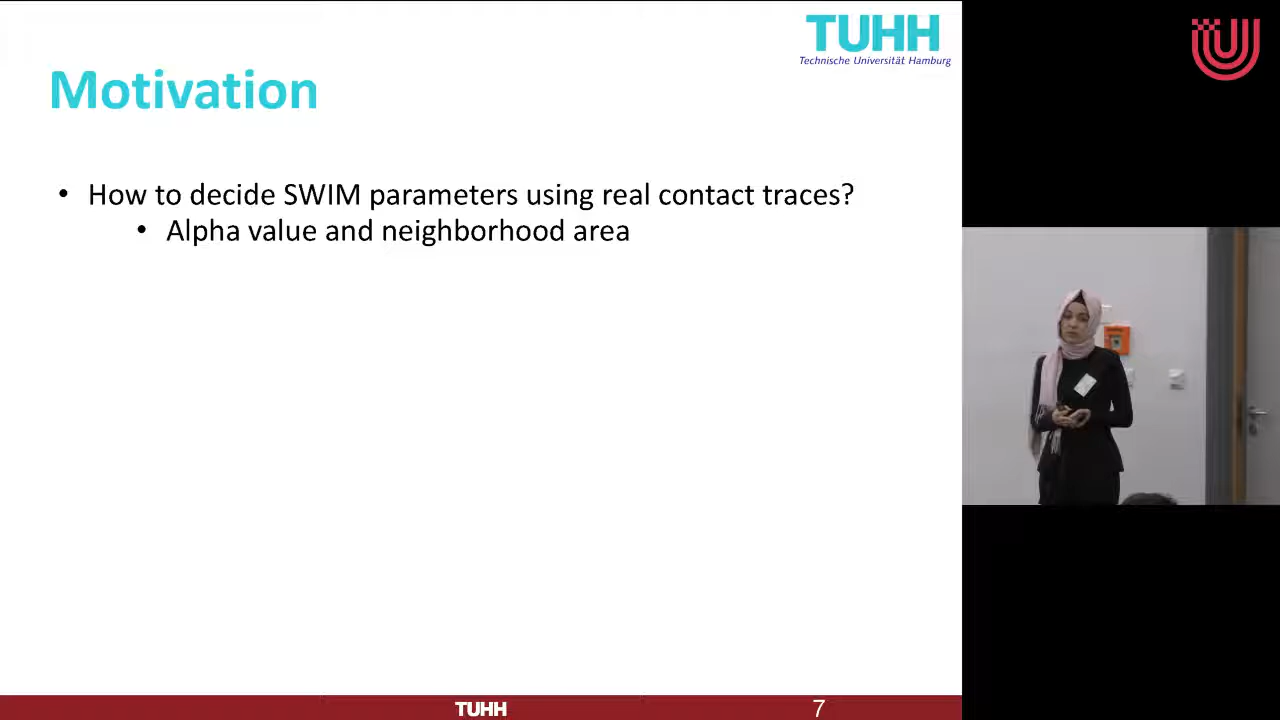 TUHH
Technische Universität Hamburg
Motivation
• How to decide SWIM parameters using real contact traces?
• Alpha value and neighborhood area
TUHH
7